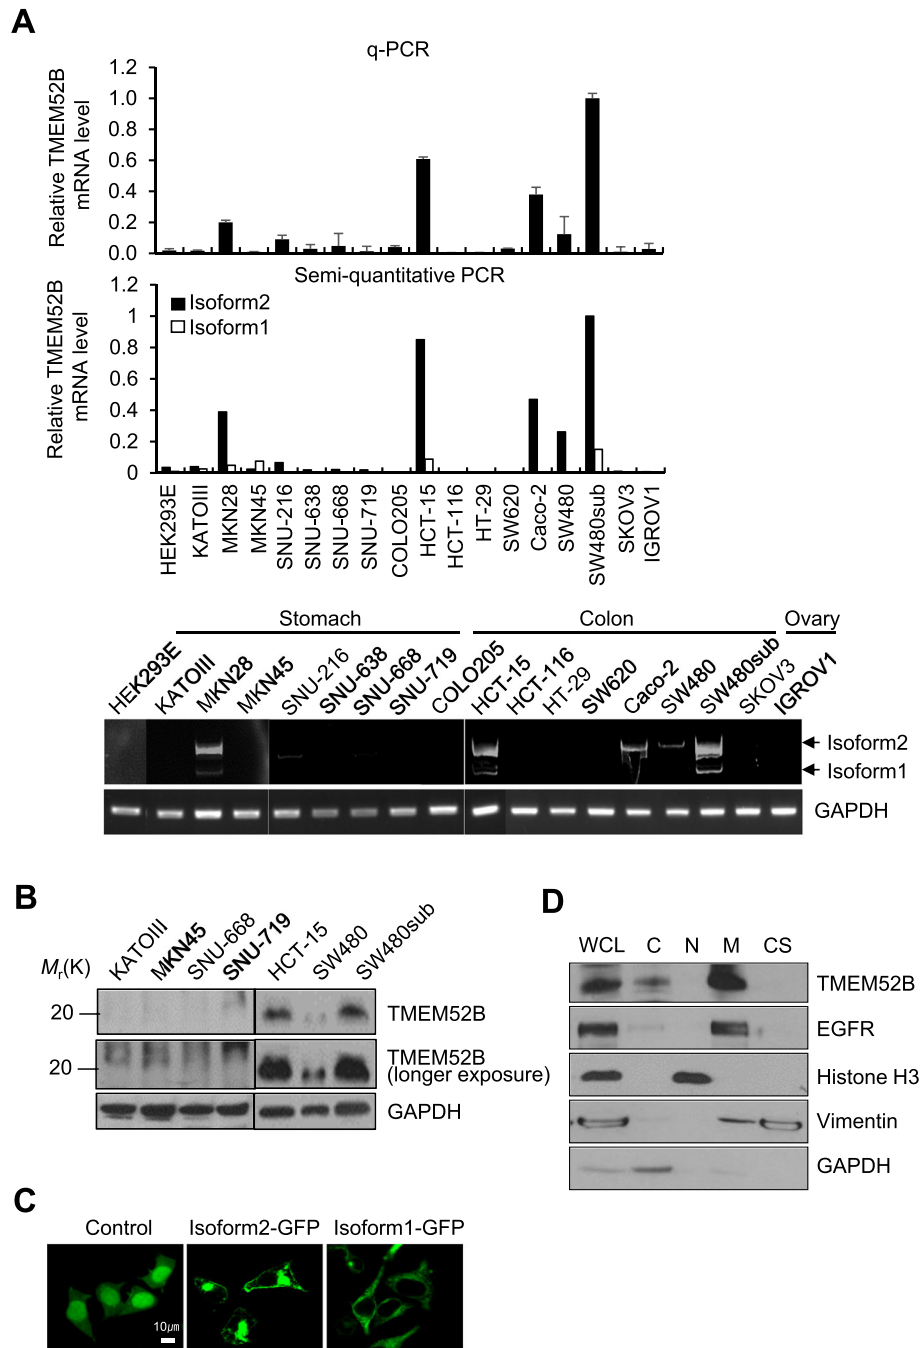 A
q-PCR
Relative TMEM52B
mRNA level
1.2
1.0
0.8
0.6
0.4
0.2
0.0
Semi-quantitative PCR
Relative TMEM52B
mRNA level
1.2
1
0.8
0.6
0.4
0.2
0
Isoform2
Isoform1
HEK293E
KATOIII
MKN28
MKN45
SNU-216
SNU-638
SNU-668
SNU-719
COLO205
HCT-15
HCT-116
HT-29
SW620
Caco-2
SW480
SW480sub
SKOV3
IGROV1
Stomach Colon Ovary
HEK293E
KATOIII
MKN28
MKN45
SNU-216
SNU-638
SNU-668
SNU-719
COLO205
HCT-15
HCT-116
HT-29
SW620
Caco-2
SW480
SW480sub
SKOV3
IGROV1
Isoform2
Isoform1
GAPDH
B
KATOIII
MKN45
SNU-668
SNU-719
HCT-15
SW480
SW480sub
Mr(K)
20
TMEM52B
20
TMEM52B
(longer exposure)
GAPDH
C
Control Isoform2-GFP Isoform1-GFP
10㎛
D
WCL C N M CS
TMEM52B
EGFR
Histone H3
Vimentin
GAPDH